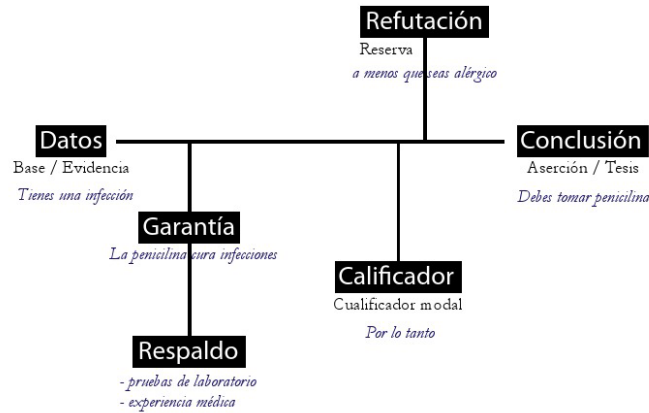 Refutación
Reserva
a menos que seas alérgico
Datos
Base / Evidencia
Tienes una infección
Conclusión
Aserción / Tesis
Debes tomar penicilina
Garantía
La penicilina cura infecciones
Calificador
Cualificador modal
Por lo tanto
Respaldo
- pruebas de laboratorio
- experiencia médica